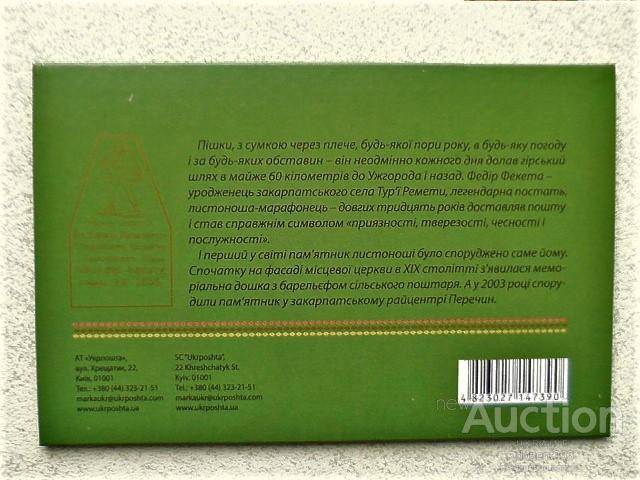 Пішки, з сумкою через плече, будь-якої пори року, в будь-яку погоду
і за будь-яких обставин – він неодмінно кожного дня долав гірський
шлях в майже 60 кілометрів до Ужгорода і назад. Федір Фекета –
уродженець закарпатського села Тур'ї Ремети, легендарна постать,
листоноша-марафонець – довгих тридцять років доставляв пошту
і став справжнім символом «приязності, тверезості, чесності і
послужності».
І перший у світі пам'ятник листоноші було споруджено саме йому.
Спочатку на фасаді місцевої церкви в XIX столітті з'явилася мемо-
ріальна дошка з барельєфом сільського поштаря. А у 2003 році спору-
дили пам'ятник у закарпатському райцентрі Перечин.
АТ «Укрпошта»,
вул. Хрещатик, 22,
Київ, 01001
Тел.: +380 (44) 323-21-51
markaukr@ukrposhta.com
www.ukrposhta.ua
SC "Ukrposhta",
22 Khreshchatyk St.
Kyiv, 01001
Tel.: +380 (44) 323-21-51
markaukr@ukrposhta.com
www.ukrposhta.ua
4 823027 147390
new
Auction